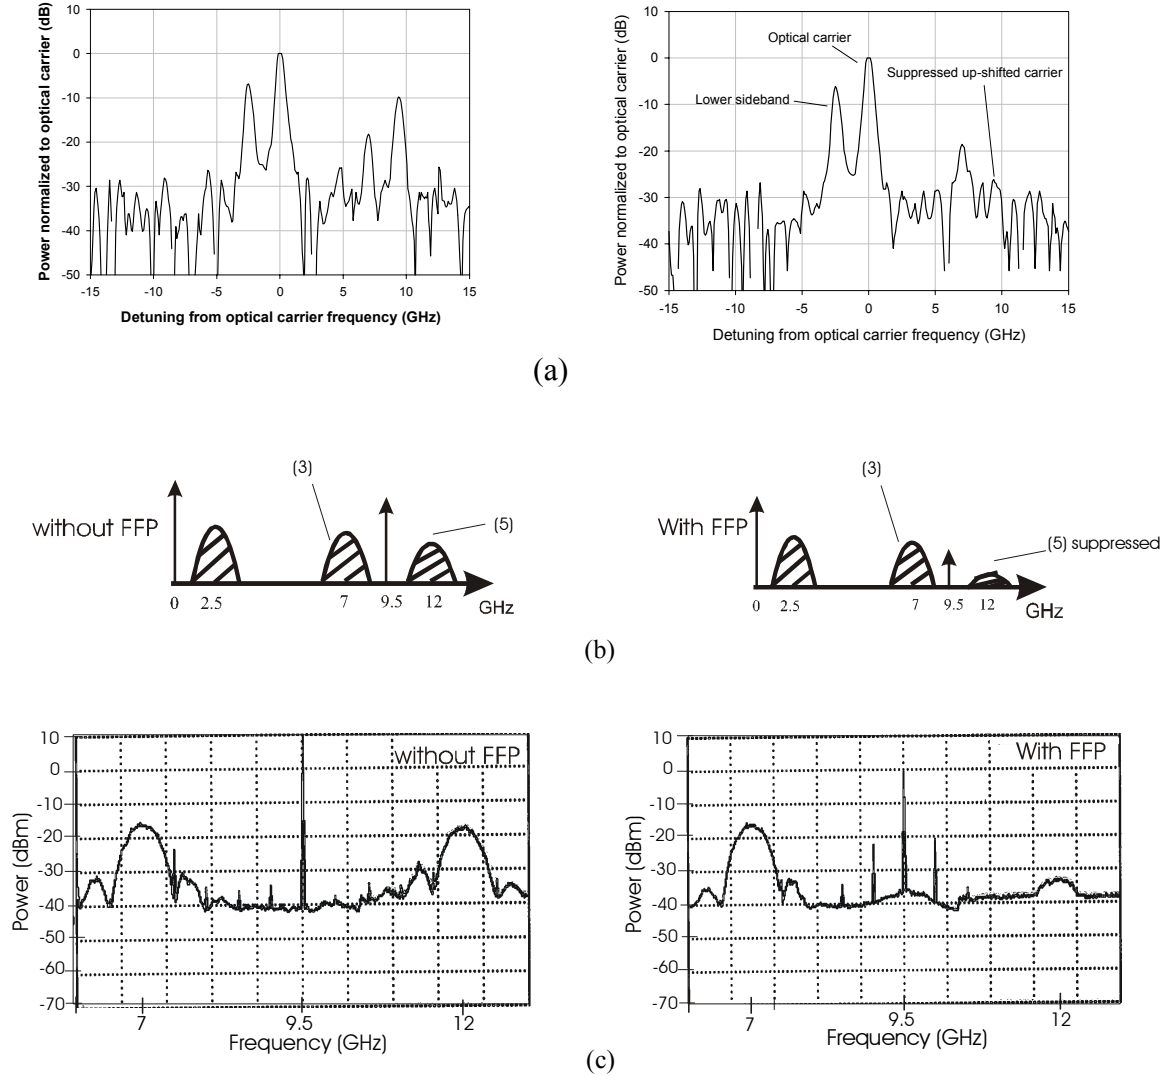 Power normalized to optical carrier (dB)
10
0
-10
-20
-30
-40
-50
-15 -10 -5 0 5 10 15
Detuning from optical carrier frequency (GHz)
Power normalized to optical carrier (dB)
10
0
-10
-20
-30
-40
-50
Optical carrier
Suppressed up-shifted carrier
Lower sideband
-15 -10 -5 0 5 10 15
Detuning from optical carrier frequency (GHz)
(a)
without FFP
(3)
(5)
0 2.5 7 9.5 12
GHz
With FFP
(3)
(5) suppressed
0 2.5 7 9.5 12
GHz
(b)
Power (dBm)
10
0
-10
-20
-30
-40
-50
-60
-70
without FFP
7 9.5 12
Frequency (GHz)
Power (dBm)
10
0
-10
-20
-30
-40
-50
-60
-70
With FFP
7 9.5 12
Frequency (GHz)
(c)